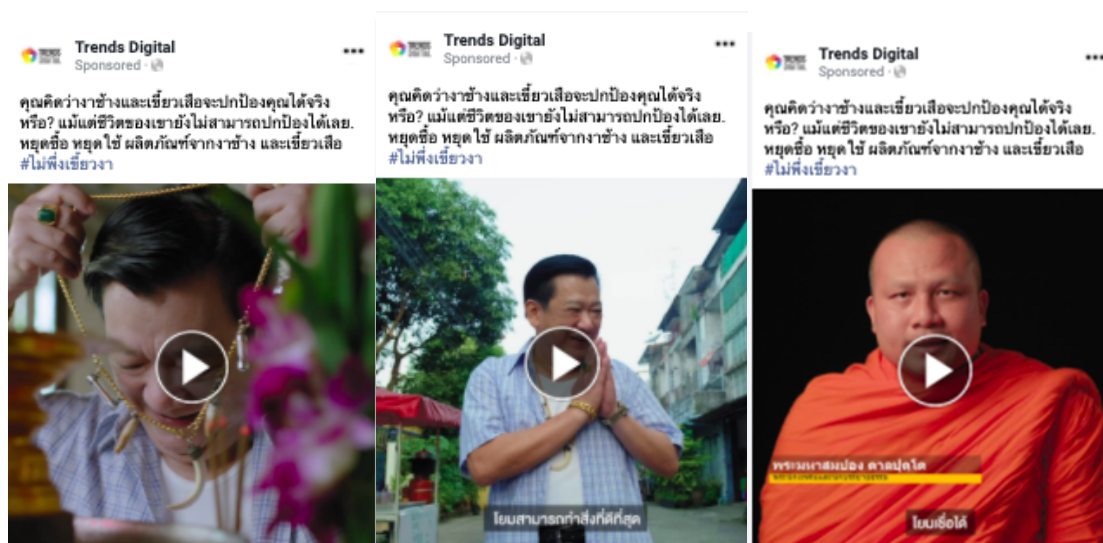 Trends Digital
Sponsored ·
คุณคิดว่างาช้างและเขี้ยวเสือจะปกป้องคุณได้จริง
หรือ? แม้แต่ชีวิตของเขายังไม่สามารถปกป้องได้เลย.
หยุดซื้อ หยุดใช้ ผลิตภัณฑ์จากงาช้าง และเขี้ยวเสือ
#ไม่พึ่งเขี้ยวงา
Trends Digital
Sponsored ·
คุณคิดว่างาช้างและเขี้ยวเสือจะปกป้องคุณได้จริง
หรือ? แม้แต่ชีวิตของเขายังไม่สามารถปกป้องได้เลย.
หยุดซื้อ หยุดใช้ ผลิตภัณฑ์จากงาช้าง และเขี้ยวเสือ
#ไม่พึ่งเขี้ยวงา
โยมสามารถทำสิ่งที่ดีที่สุด
Trends Digital
Sponsored ·
คุณคิดว่างาช้างและเขี้ยวเสือจะปกป้องคุณได้จริง
หรือ? แม้แต่ชีวิตของเขายังไม่สามารถปกป้องได้เลย.
หยุดซื้อ หยุดใช้ ผลิตภัณฑ์จากงาช้าง และเขี้ยวเสือ
#ไม่พึ่งเขี้ยวงา
พระมหาสมปอง ตาลปุตฺโต
โยมเชื่อได้